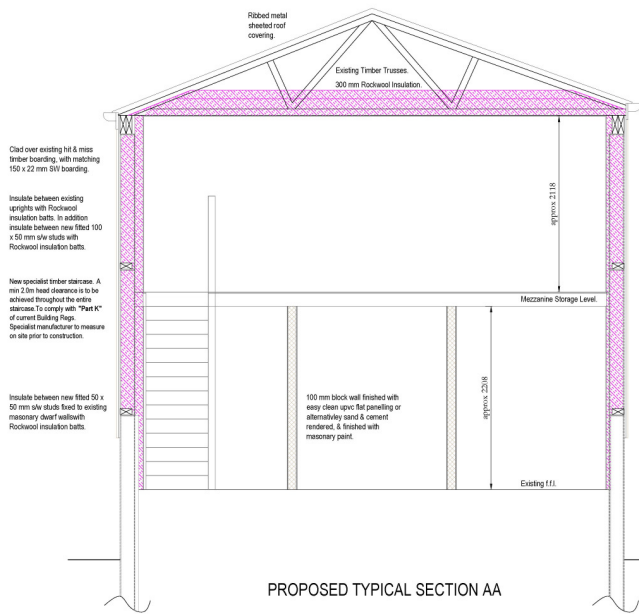 Ribbed metal
sheeted roof
covering.
Existing Timber Trusses.
300 mm Rockwool Insulation.
Clad over existing hit & miss
timber boarding, with matching
150 x 22 mm SW boarding.
Insulate between existing
uprights with Rockwool
insulation batts. In addition
insulate between new fitted 100
x 50 mm s/w studs with
Rockwool insulation batts.
approx 2118
New specialist timber staircase. A
min 2.0m head clearance is to be
achieved throughout the entire
staircase.To comply with "Part K"
of current Building Regs.
Specialist manufacturer to measure
on site prior to construction.
Mezzanine Storage Level.
Insulate between new fitted 50 x
50 mm s/w studs fixed to existing
masonary dwarf wallswith
Rockwool insulation batts.
100 mm block wall finished with
easy clean upvc flat panelling or
alternativley sand & cement
rendered, & finished with
masonary paint.
approx 2208
Existing f.f.l.
PROPOSED TYPICAL SECTION AA